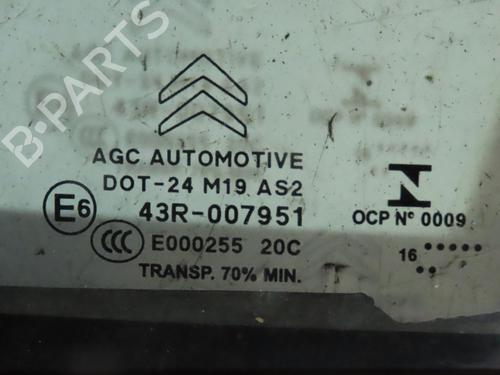 B-PARTS
AGC AUTOMOTIVE
DOT-24 M19 AS2
E6 43R-007951
CCC E000255 20C
TRANSP. 70% MIN.
N
OCP Nº 0009
16